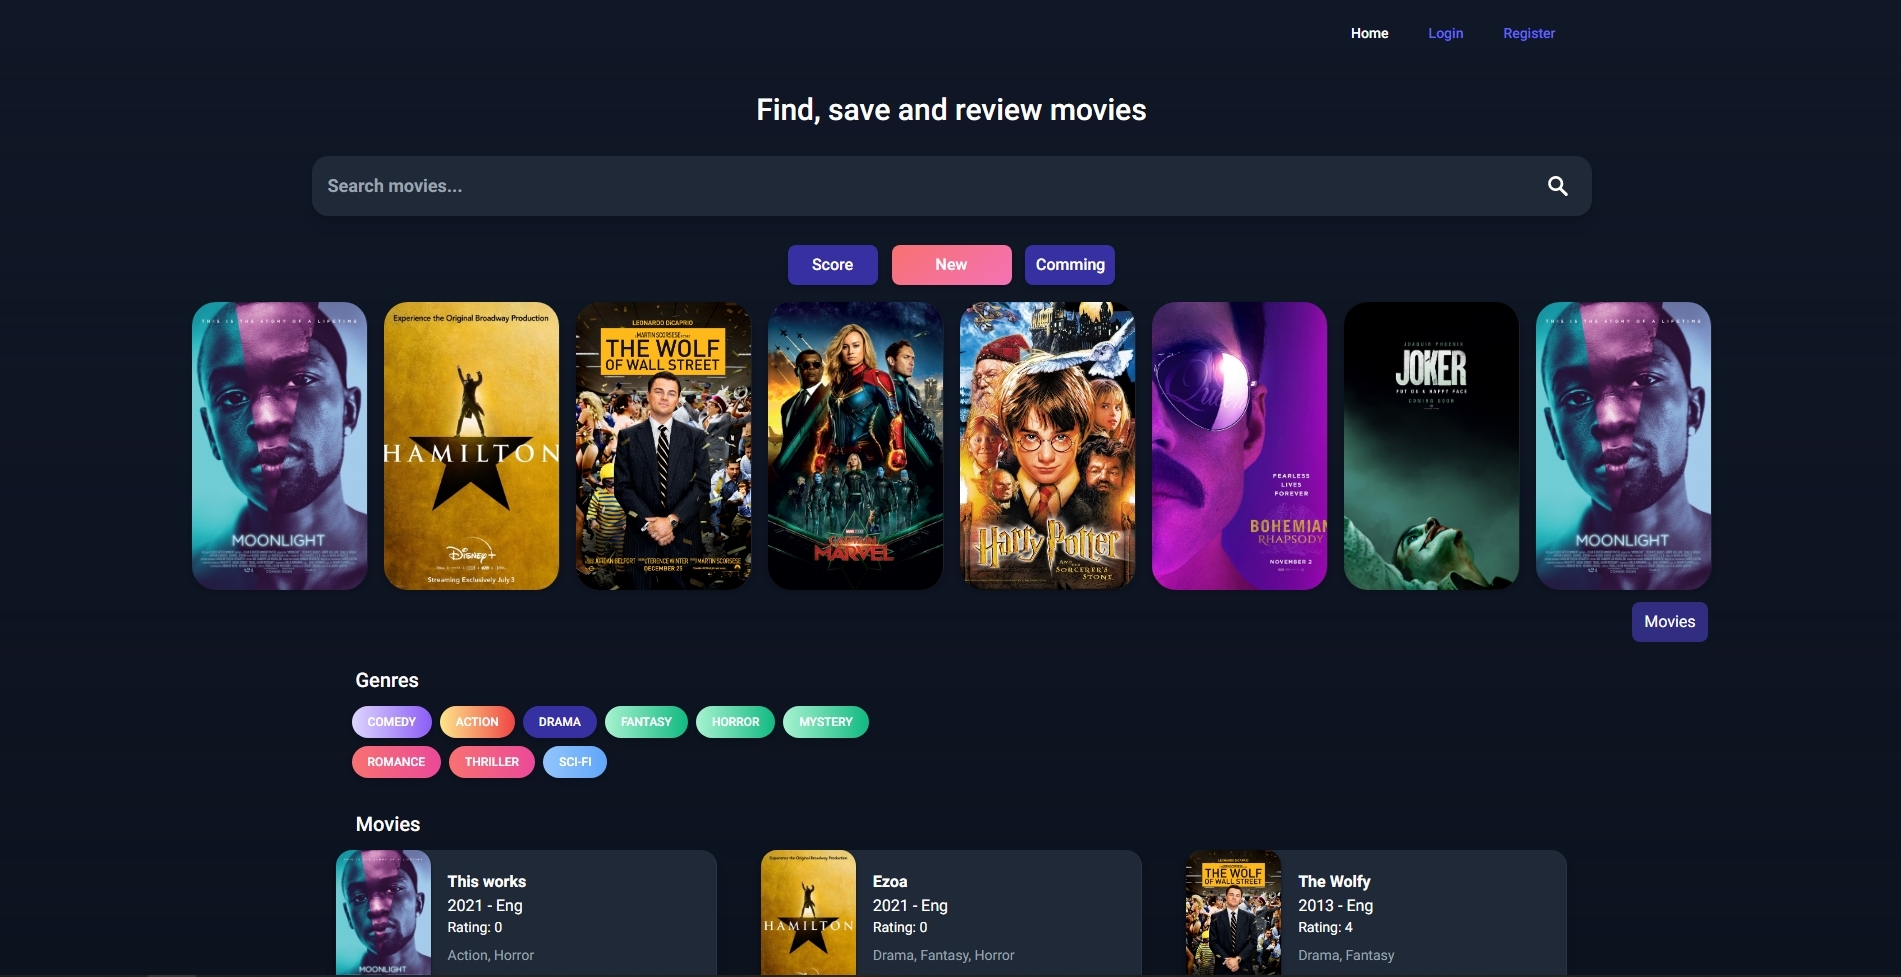 Home Login Register
Find, save and review movies
Search movies...
Score New Comming
THIS IS THE STORY OF A LIFETIME
MOONLIGHT
Experience the Original Broadway Production
HAMILTON
Disney+
Streaming Exclusively July 3
LEONARDO DiCAPRIO
THE WOLF
OF WALL STREET
DECEMBER 25
MARVEL
Harry Potter
AND THE
SORCERER'S
STONE
FEARLESS
LIVES
FOREVER
BOHEMIAN
RHAPSODY
NOVEMBER 2
JOAQUIN PHOENIX
JOKER
PUT ON A HAPPY FACE
COMING SOON
THIS IS THE STORY OF A LIFETIME
MOONLIGHT
Movies
Genres
COMEDY ACTION DRAMA FANTASY HORROR MYSTERY
ROMANCE THRILLER SCI-FI
Movies
MOONLIGHT
This works
2021 - Eng
Rating: 0
Action, Horror
Experience the Original Broadway Production
HAMILTON
Ezoa
2021 - Eng
Rating: 0
Drama, Fantasy, Horror
THE WOLF
OF WALL STREET
The Wolfy
2013 - Eng
Rating: 4
Drama, Fantasy